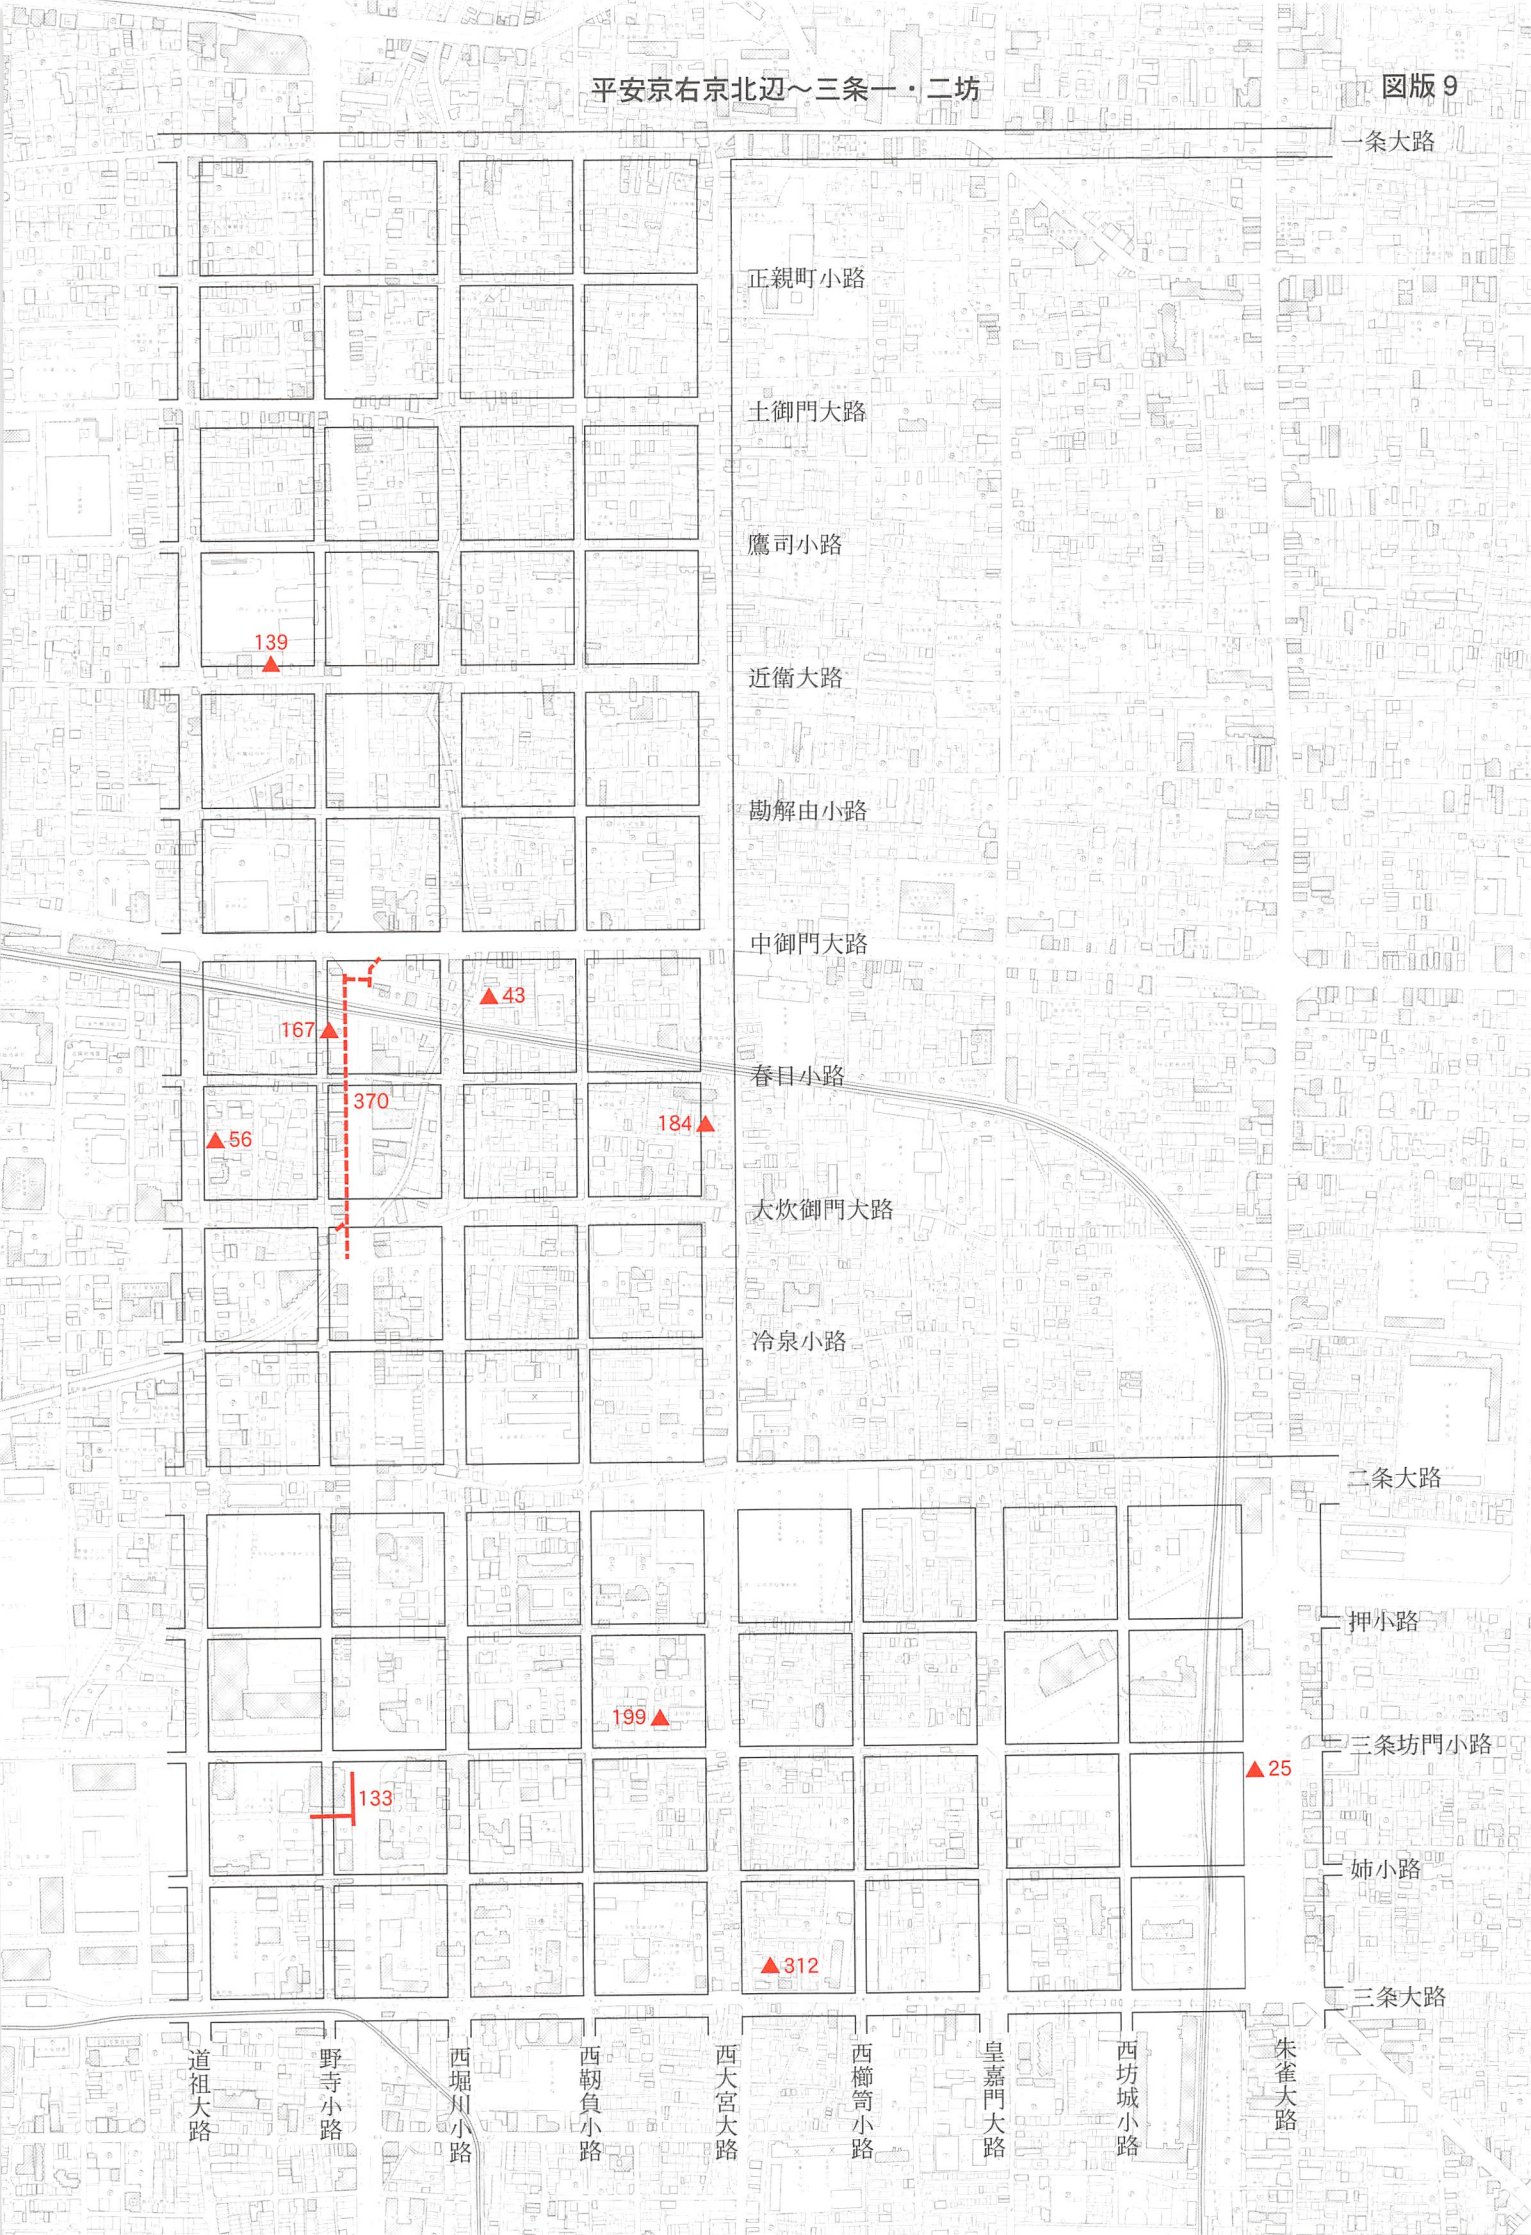 平安京右京北辺～三条一・二坊
図版9
一条大路
正親町小路
土御門大路
鷹司小路
139
近衛大路
勘解由小路
中御門大路
43
167
春日小路
370
184
56
大炊御門大路
冷泉小路
二条大路
押小路
199
三条坊門小路
25
133
姉小路
312
三条大路
道祖大路
野寺小路
西堀川小路
西靱負小路
西大宮大路
西櫛笥小路
皇嘉門大路
西坊城小路
朱雀大路